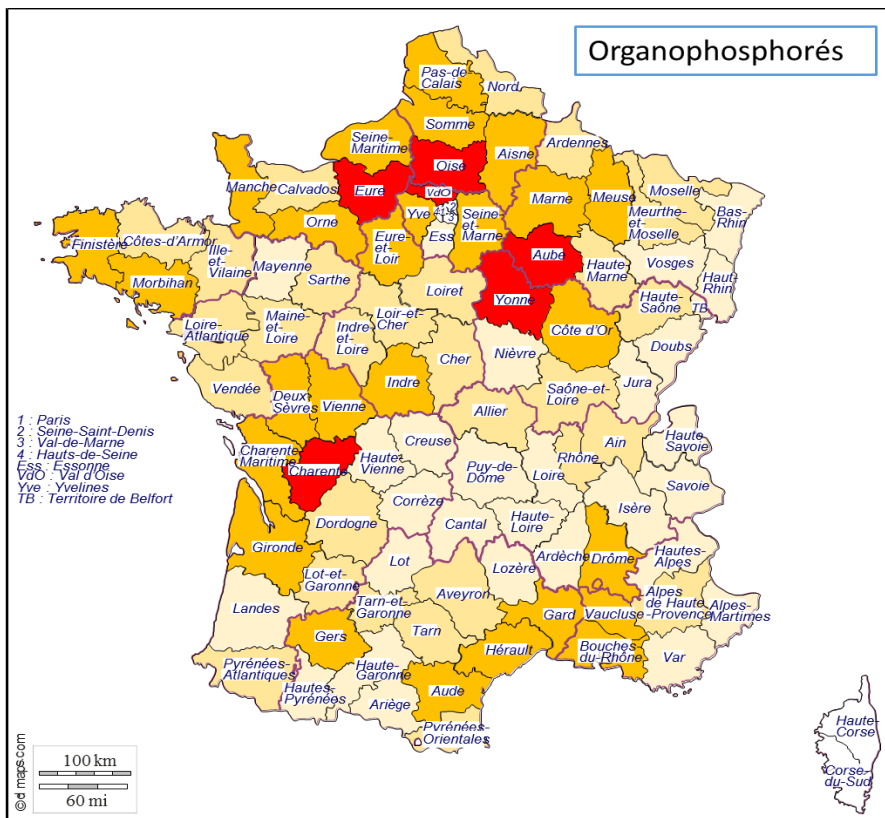 Organophosphorés
Pas-de-
Calais
Nord
Somme
Seine-
Maritime
Aisne
Ardennes
Oise
Eure
VdO
Manche
Calvados
Orne
Yve
2
4
1
3
Ess
Seine-
et-
Marne
Marne
Meuse
Moselle
Meurthe-
et-
Moselle
Bas-
Rhin
Eure-
et-
Loir
Finistère
Côtes-d'Armor
Morbihan
Ille-
et-
Vilaine
Mayenne
Sarthe
Aube
Haute-
Marne
Vosges
Haut-
Rhin
Loiret
Yonne
Haute-
Saône
TB
Loire-
Atlantique
Maine-
et-
Loire
Indre-
et-
Loire
Loir-et-
Cher
Côte d'Or
Doubs
Cher
Nièvre
Vendée
Deux-
Sèvres
Vienne
Indre
Saône-et-
Loire
Jura
Allier
1 : Paris
2 : Seine-Saint-Denis
3 : Val-de-Marne
4 : Hauts-de-Seine
Ess : Essonne
VdO : Val d'Oise
Yve : Yvelines
TB : Territoire de Belfort
Charente-
Maritime
Charente
Haute-
Vienne
Creuse
Puy-de-
Dôme
Loire
Rhône
Ain
Haute-
Savoie
Savoie
Isère
Corrèze
Dordogne
Cantal
Haute-
Loire
Gironde
Lot-et-
Garonne
Lot
Lozère
Ardèche
Drôme
Hautes-
Alpes
Landes
Tarn-et-
Garonne
Aveyron
Gard
Vaucluse
Alpes
de Haute
-Provence
Alpes-
Martimes
Gers
Tarn
Hérault
Bouches
du-Rhône
Var
Pyrénées-
Atlantiques
Hautes-
Pyrénées
Haute-
Garonne
Ariège
Aude
Pyrénées-
Orientales
Haute-
Corse
Corse-
du-Sud
100 km
60 mi
© d maps.com